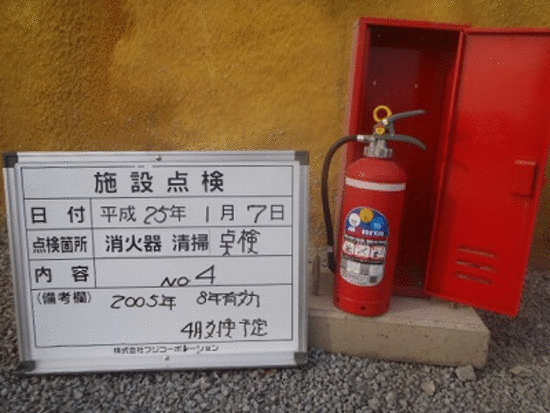 施設点検
日付 平成25年1月7日
点検箇所 消火器 清掃 点検
内容 NO 4
(備考欄) 2005年 8年有効
4月交換予定
株式会社フジコーポレーション